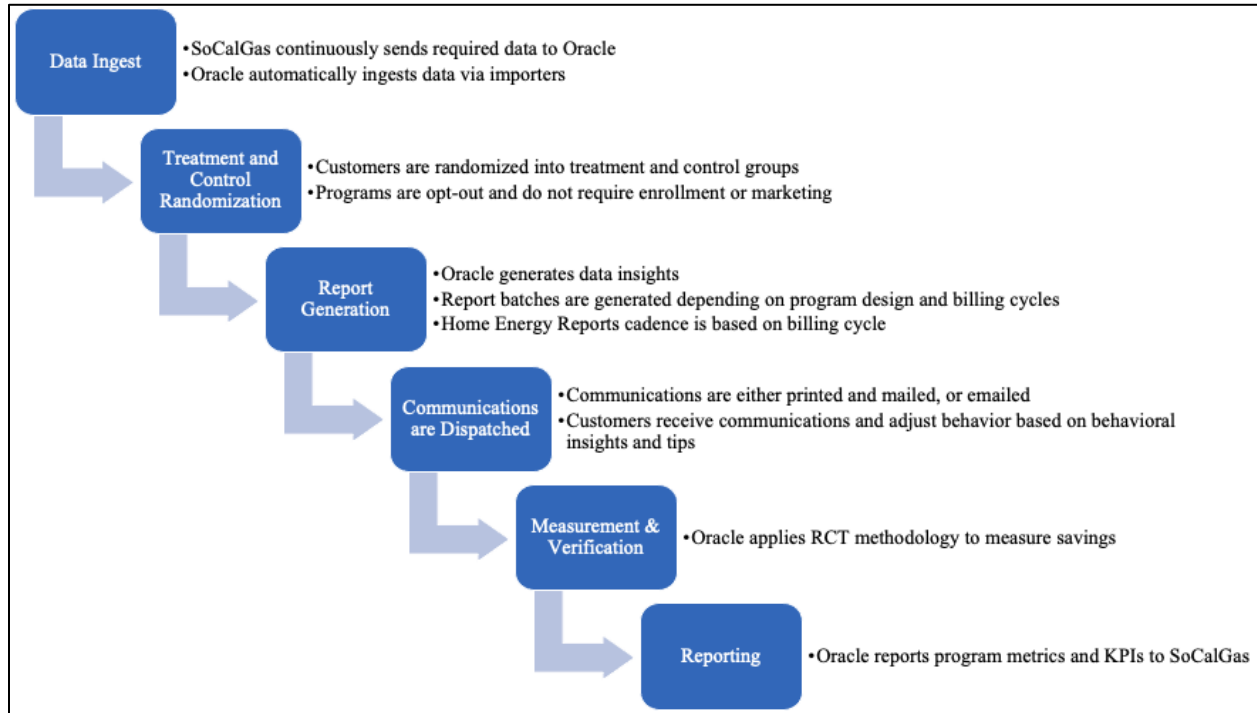 Data Ingest
•SoCalGas continuously sends required data to Oracle
•Oracle automatically ingests data via importers
Treatment and
Control
Randomization
•Customers are randomized into treatment and control groups
•Programs are opt-out and do not require enrollment or marketing
Report
Generation
•Oracle generates data insights
•Report batches are generated depending on program design and billing cycles
•Home Energy Reports cadence is based on billing cycle
Communications
are Dispatched
•Communications are either printed and mailed, or emailed
•Customers receive communications and adjust behavior based on behavioral
insights and tips
Measurement &
Verification
•Oracle applies RCT methodology to measure savings
Reporting
•Oracle reports program metrics and KPIs to SoCalGas